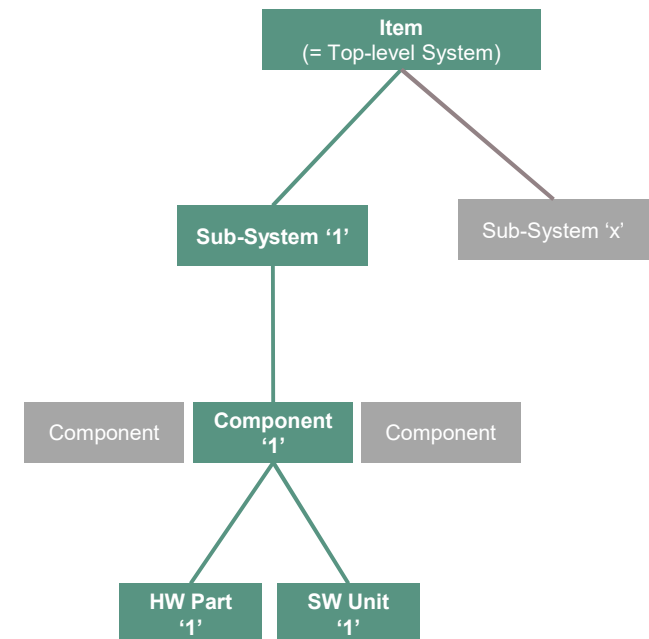 Item
(= Top-level System)
Sub-System ‘1’
Sub-System ‘x’
Component
Component
‘1’
Component
HW Part
‘1’
SW Unit
‘1’